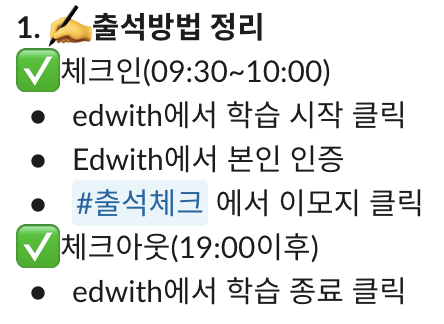 1. ✍️출석방법 정리
✅체크인(09:30~10:00)
● edwith에서 학습 시작 클릭
● Edwith에서 본인 인증
● #출석체크 에서 이모지 클릭
✅체크아웃(19:00이후)
● edwith에서 학습 종료 클릭